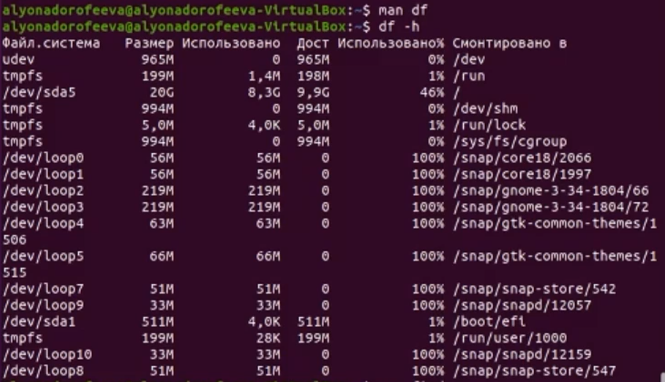 alyonadorofeeva@alyonadorofeeva-VirtualBox:~$ man df
alyonadorofeeva@alyonadorofeeva-VirtualBox:~$ df -h
Файл.система Размер Использовано Дост Использовано% Смонтировано в
udev 965M 0 965M 0% /dev
tmpfs 199M 1,4M 198M 1% /run
/dev/sda5 20G 8,3G 9,9G 46% /
tmpfs 994M 0 994M 0% /dev/shm
tmpfs 5,0M 4,0K 5,0M 1% /run/lock
tmpfs 994M 0 994M 0% /sys/fs/cgroup
/dev/loop0 56M 56M 0 100% /snap/core18/2066
/dev/loop1 56M 56M 0 100% /snap/core18/1997
/dev/loop2 219M 219M 0 100% /snap/gnome-3-34-1804/66
/dev/loop3 219M 219M 0 100% /snap/gnome-3-34-1804/72
/dev/loop4 63M 63M 0 100% /snap/gtk-common-themes/1
506
/dev/loop5 66M 66M 0 100% /snap/gtk-common-themes/1
515
/dev/loop7 51M 51M 0 100% /snap/snap-store/542
/dev/loop9 33M 33M 0 100% /snap/snapd/12057
/dev/sda1 511M 4,0K 511M 1% /boot/efi
tmpfs 199M 28K 199M 1% /run/user/1000
/dev/loop10 33M 33M 0 100% /snap/snapd/12159
/dev/loop8 51M 51M 0 100% /snap/snap-store/547